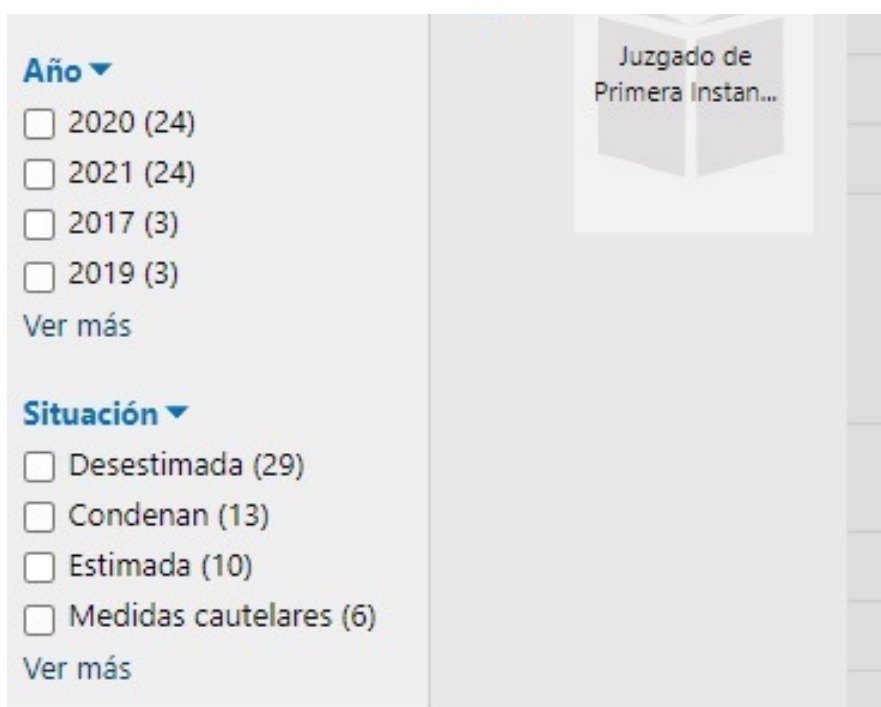 Año
2020 (24)
2021 (24)
2017 (3)
2019 (3)
Ver más
Situación
Desestimada (29)
Condenan (13)
Estimada (10)
Medidas cautelares (6)
Ver más
Juzgado de
Primera Instan...